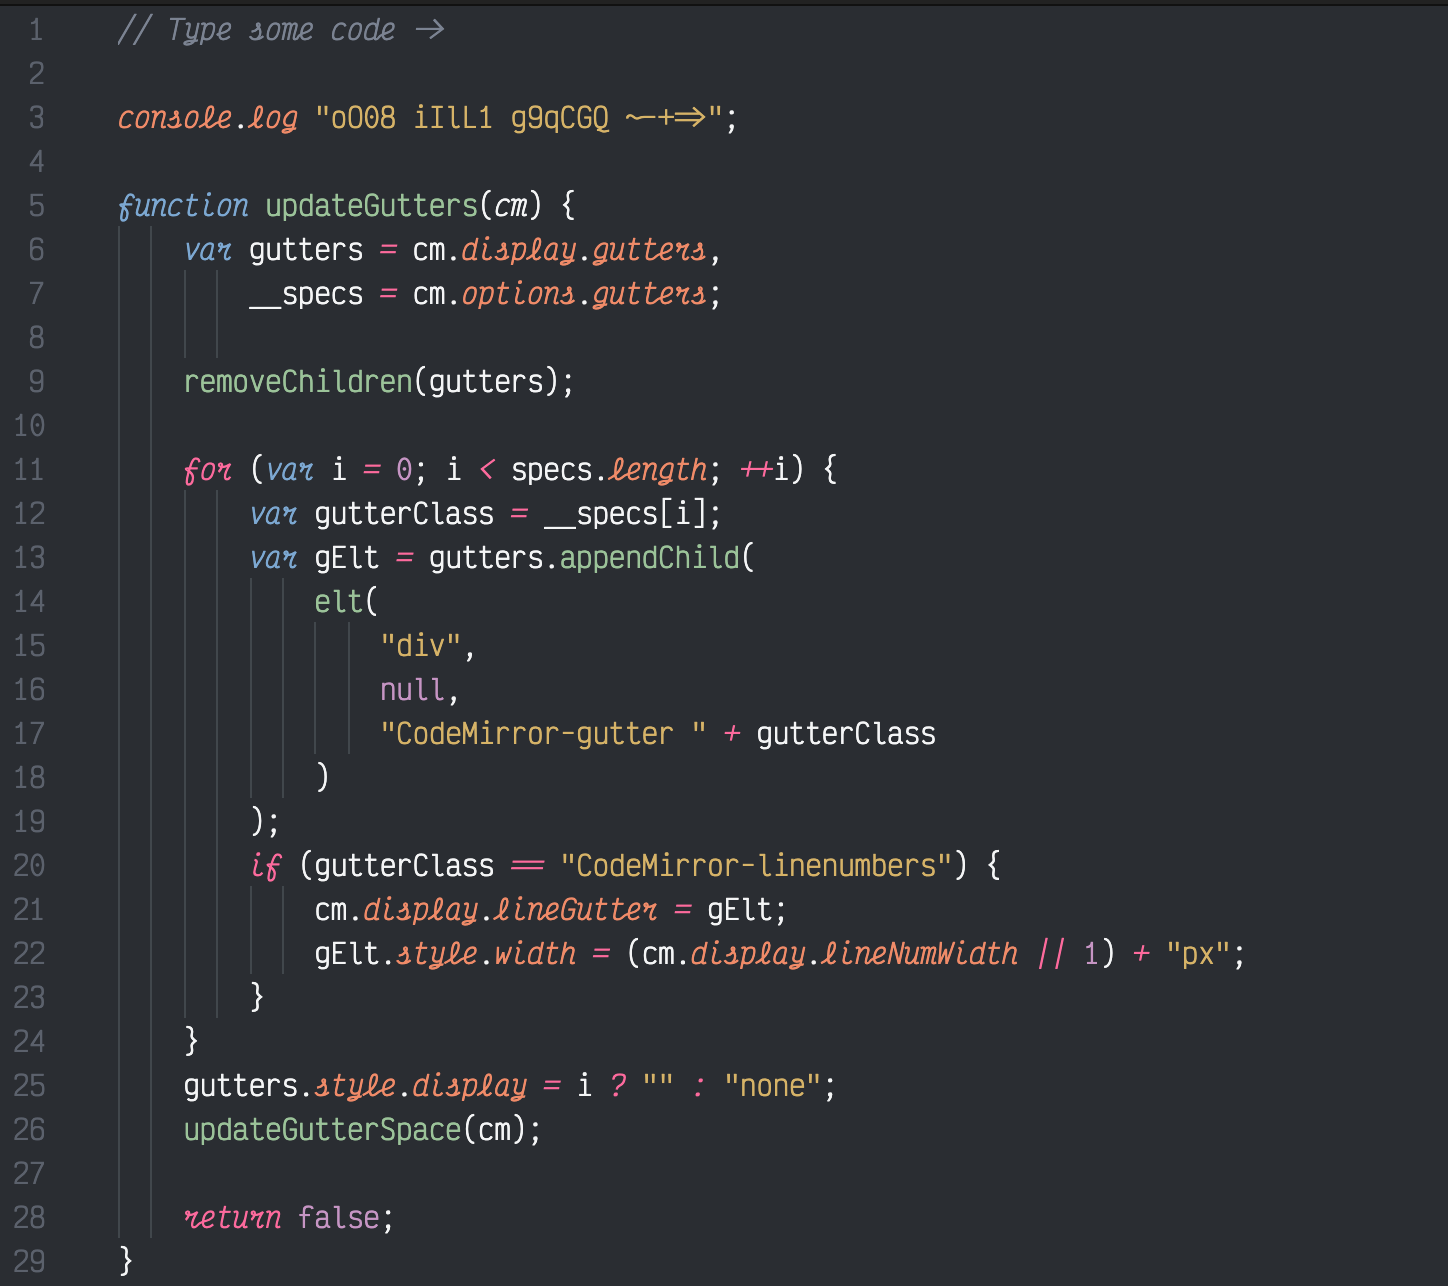 1 // Type some code ->
2
3 console.log "oO08 iIlL1 g9qCGQ ~-+=>";
4
5 function updateGutters(cm) {
6     var gutters = cm.display.gutters,
7         __specs = cm.options.gutters;
8
9     removeChildren(gutters);
10
11     for (var i = 0; i < specs.length; ++i) {
12         var gutterClass = __specs[i];
13         var gElt = gutters.appendChild(
14             elt(
15                 "div",
16                 null,
17                 "CodeMirror-gutter " + gutterClass
18             )
19         );
20         if (gutterClass == "CodeMirror-linenumbers") {
21             cm.display.lineGutter = gElt;
22             gElt.style.width = (cm.display.lineNumWidth || 1) + "px";
23         }
24     }
25     gutters.style.display = i ? "" : "none";
26     updateGutterSpace(cm);
27
28     return false;
29 }